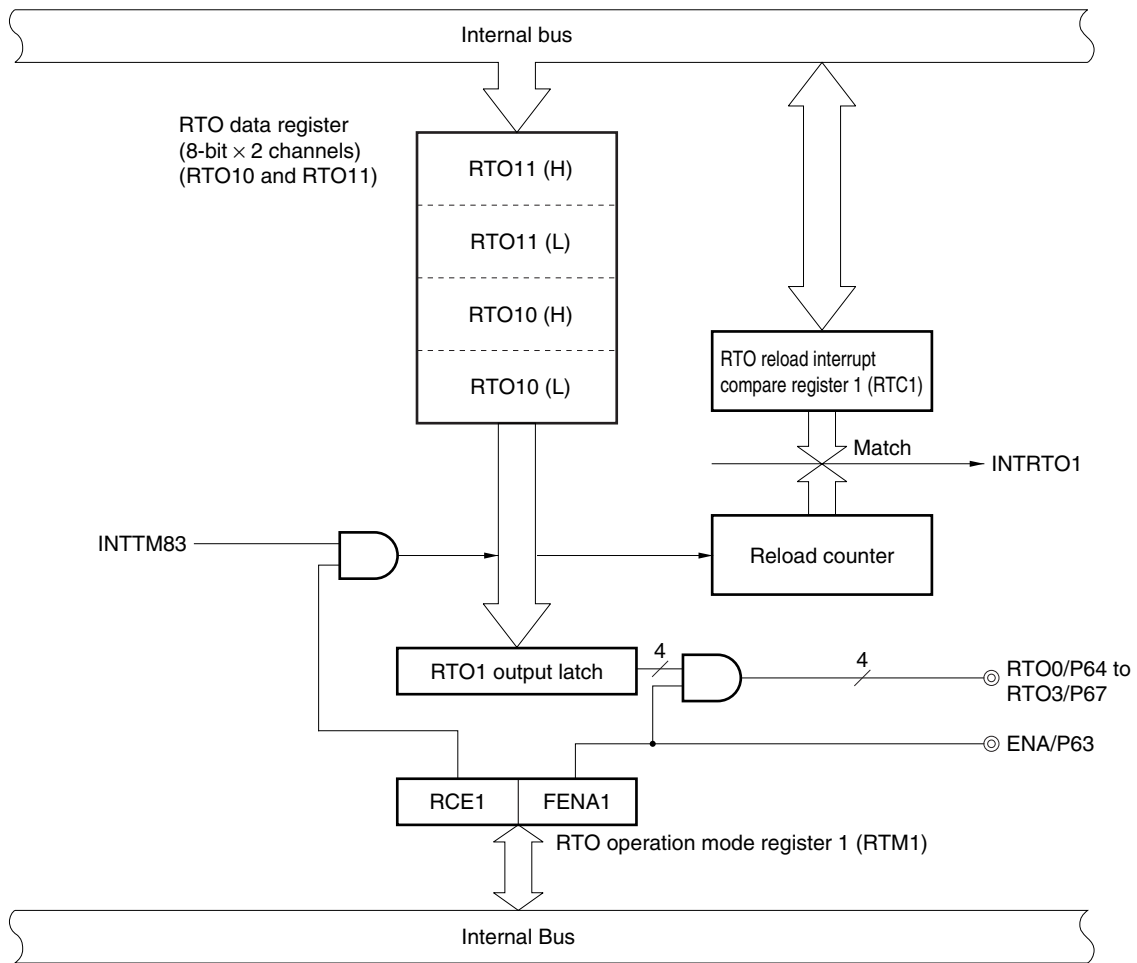 Internal bus
RTO data register
(8-bit × 2 channels)
(RTO10 and RTO11)
RTO11 (H)
RTO11 (L)
RTO10 (H)
RTO10 (L)
RTO reload interrupt
compare register 1 (RTC1)
Match
INTRTO1
INTTM83
Reload counter
RTO1 output latch
4
4
RTO0/P64 to
RTO3/P67
ENA/P63
RCE1
FENA1
RTO operation mode register 1 (RTM1)
Internal Bus